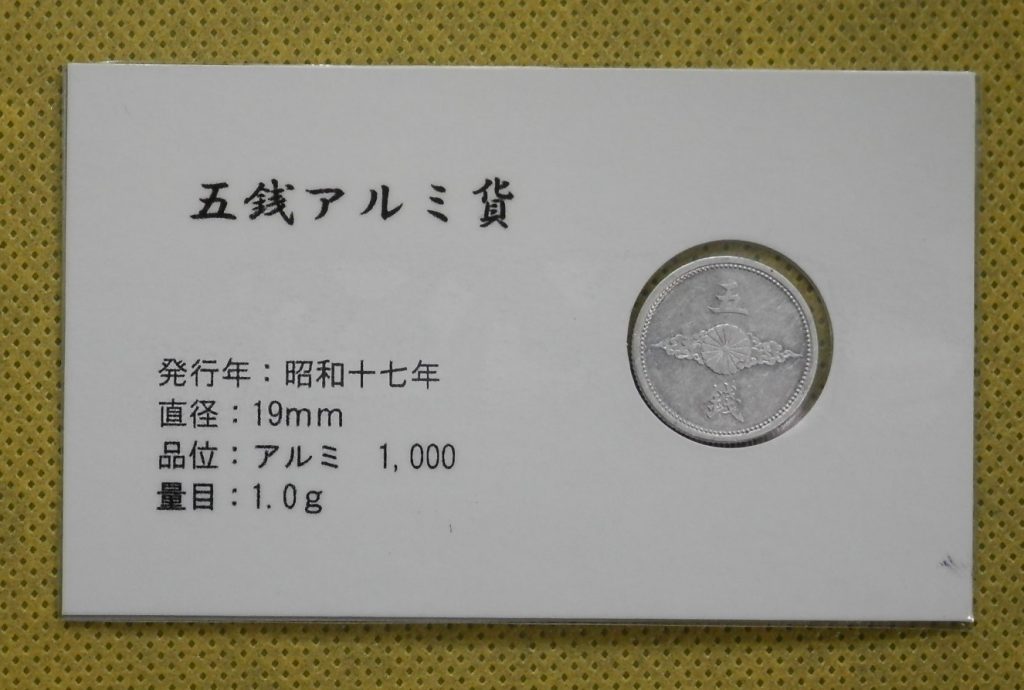 五銭アルミ貨
発行年：昭和十七年
直径：19mm
品位：アルミ　1,000
量目：1.0g
五
錢